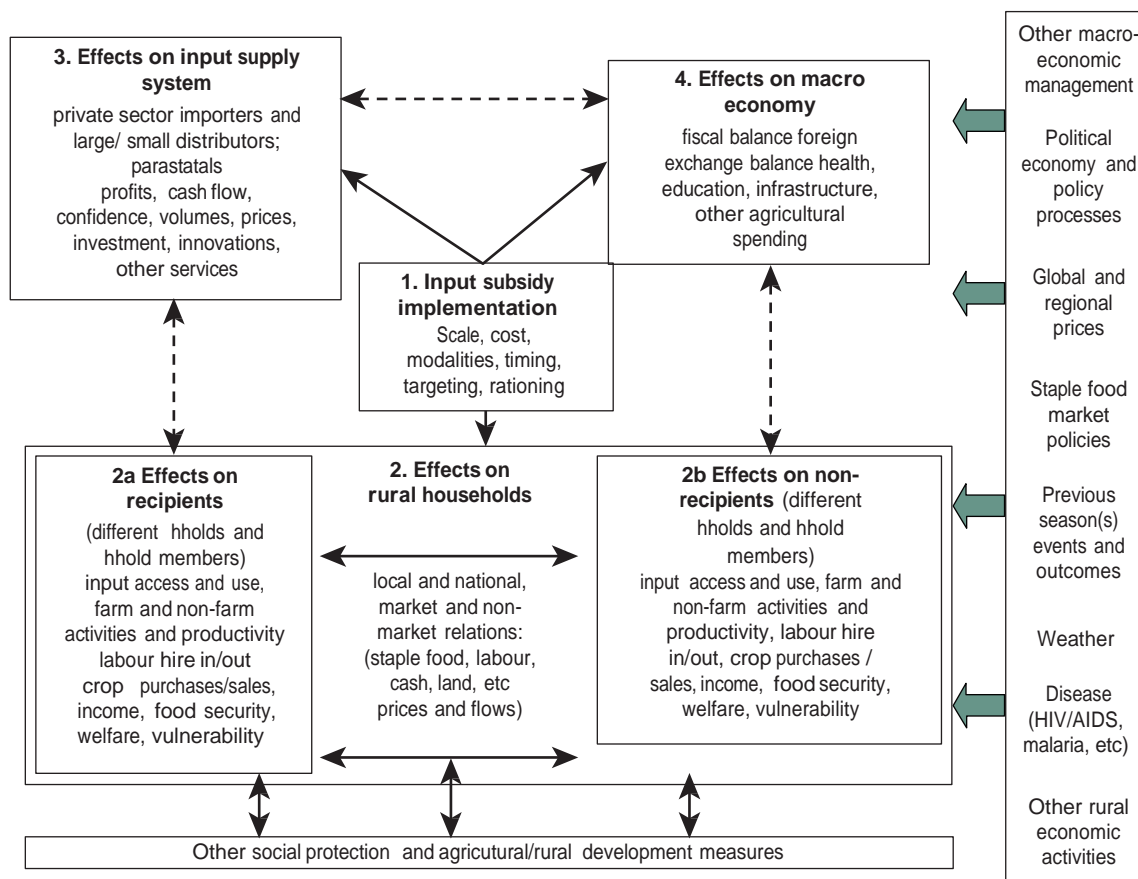 3. Effects on input supply
system
private sector importers and
large/ small distributors;
parastatals
profits, cash flow,
confidence, volumes, prices,
investment, innovations,
other services
4. Effects on macro
economy
fiscal balance foreign
exchange balance health,
education, infrastructure,
other agricultural
spending
1. Input subsidy
implementation
Scale, cost,
modalities, timing,
targeting, rationing
2a Effects on
recipients
(different hholds and
hhold members)
input access and use,
farm and non-farm
activities and productivity
labour hire in/out
crop purchases/sales,
income, food security,
welfare, vulnerability
2. Effects on
rural households
local and national,
market and non-
market relations:
(staple food, labour,
cash, land, etc
prices and flows)
2b Effects on non-
recipients (different
hholds and hhold
members)
input access and use, farm and
non-farm activities and
productivity, labour hire
in/out, crop purchases /
sales, income, food security,
welfare, vulnerability
Other social protection and agricutural/rural development measures
Other macro-
economic
management
Political
economy and
policy
processes
Global and
regional
prices
Staple food
market
policies
Previous
season(s)
events and
outcomes
Weather
Disease
(HIV/AIDS,
malaria, etc)
Other rural
economic
activities